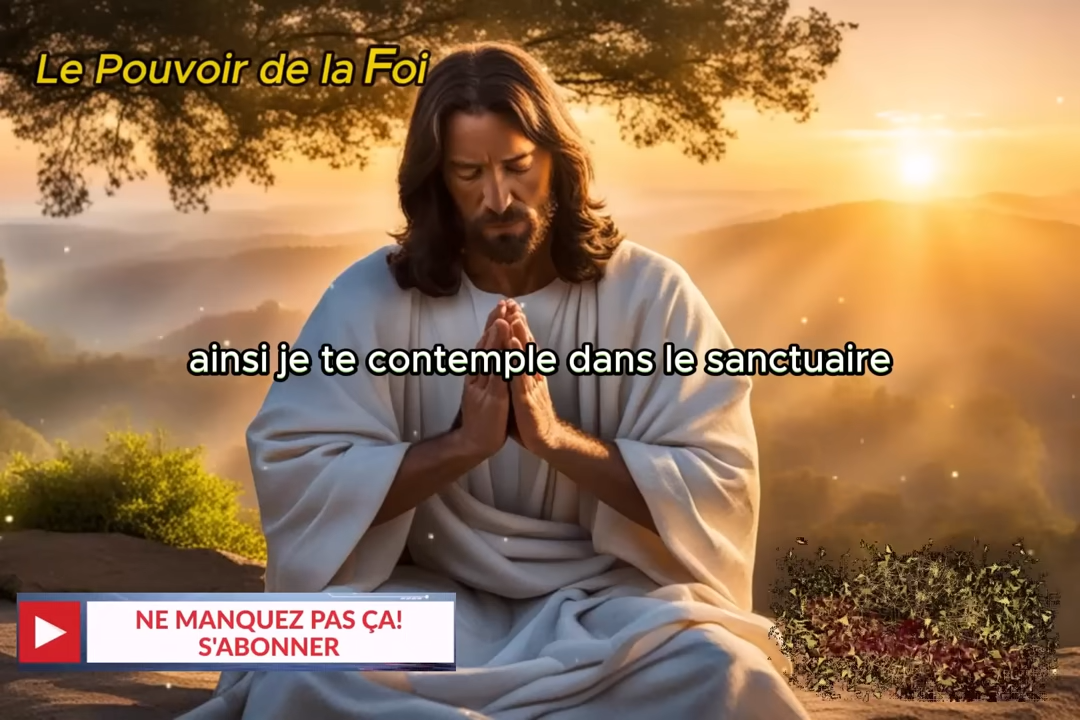 Le Pouvoir de la Foi
ainsi je te contemple dans le sanctuaire
NE MANQUEZ PAS ÇA!
S'ABONNER